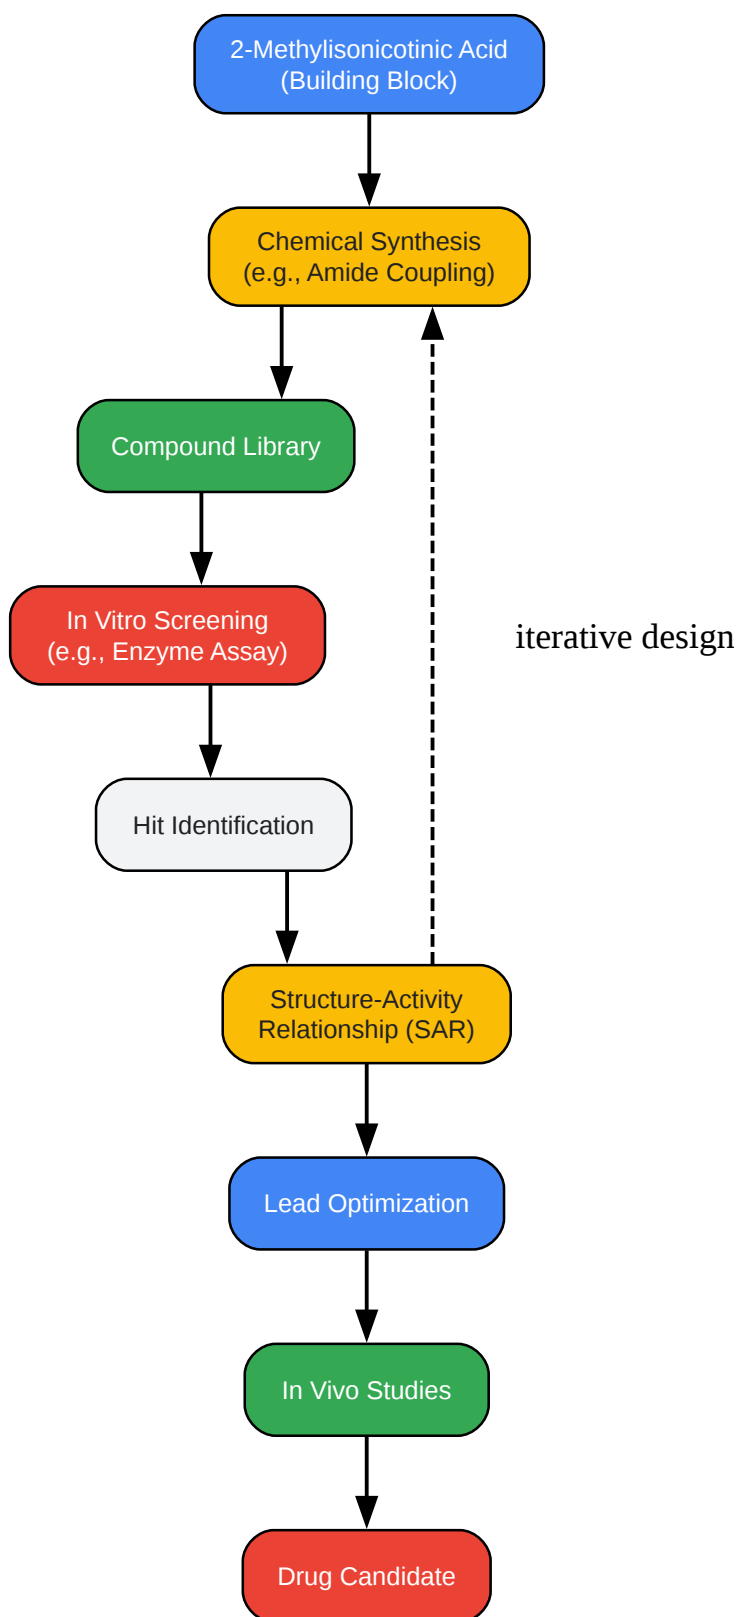 2-Methylisonicotinic Acid
(Building Block)
Chemical Synthesis
(e.g., Amide Coupling)
Compound Library
In Vitro Screening
(e.g., Enzyme Assay)
iterative design
Hit Identification
Structure-Activity
Relationship (SAR)
Lead Optimization
In Vivo Studies
Drug Candidate